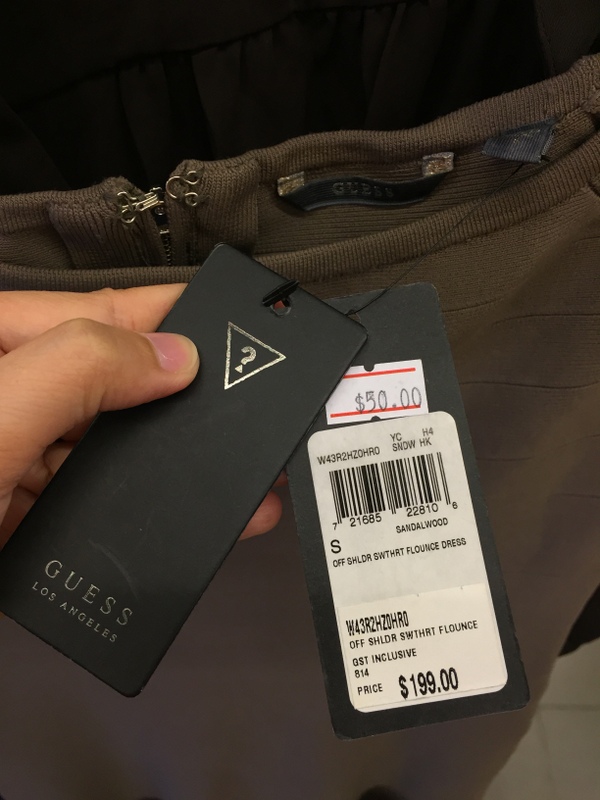 GUESS
?
GUESS
LOS ANGELES
$50.00
YC H4
W43R2HZ0HR0 SNDW HK
7 21685 22810 6
SANDALWOOD
S
OFF SHLDR SWTHRT FLOUNCE DRESS
W43R2HZ0HR0
OFF SHLDR SWTHRT FLOUNCE
GST INCLUSIVE
814
PRICE $199.00